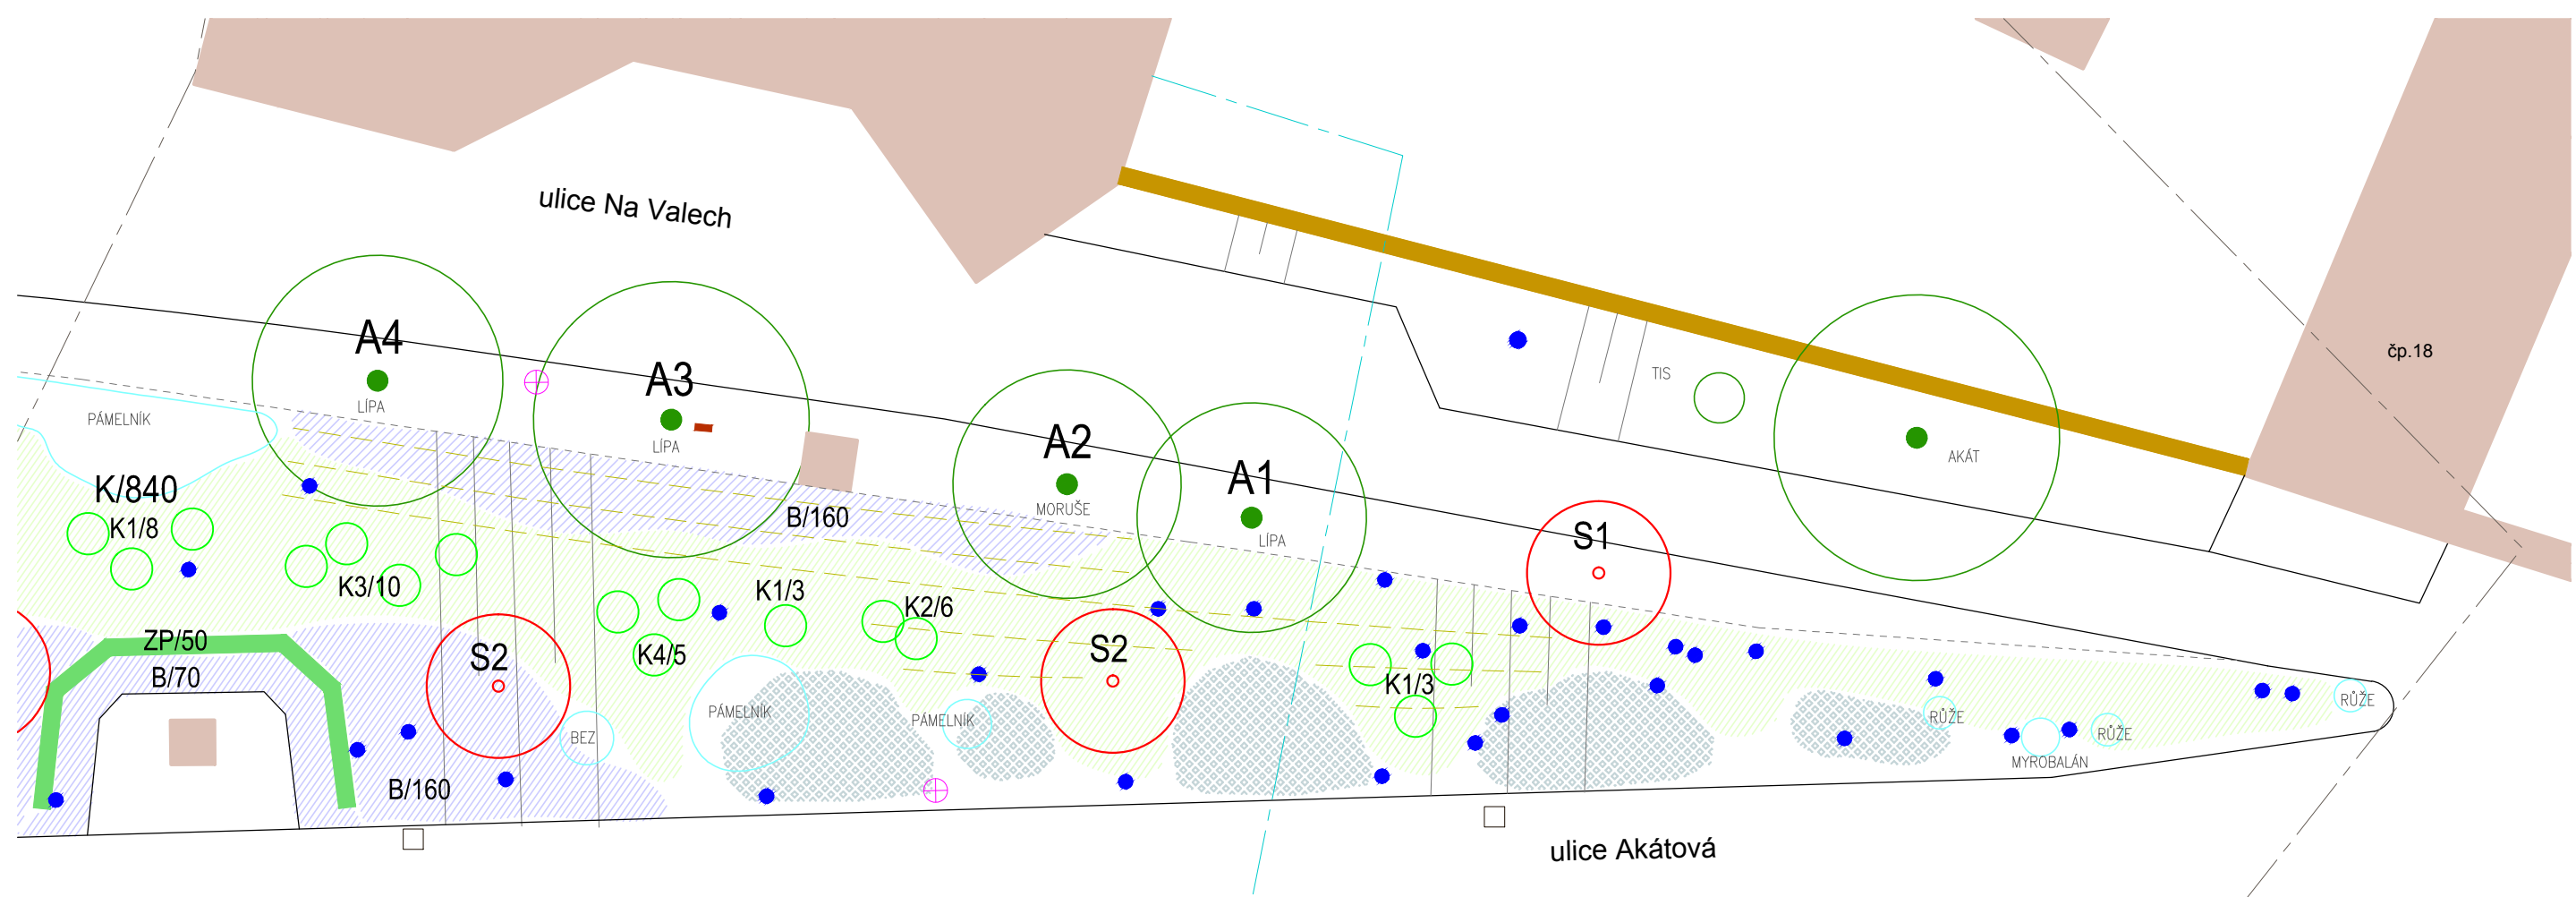 ulice Na Valech
A4
LÍPA
A3
LÍPA
A2
MORUŠE
A1
LÍPA
S1
TIS
AKÁT
čp.18
PÁMELNÍK
K/840
K1/8
K3/10
B/160
K1/3
K2/6
K4/5
ZP/50
B/70
S2
S2
K1/3
BEZ
PÁMELNÍK
PÁMELNÍK
B/160
RŮŽE
RŮŽE
RŮŽE
MYROBALÁN
ulice Akátová